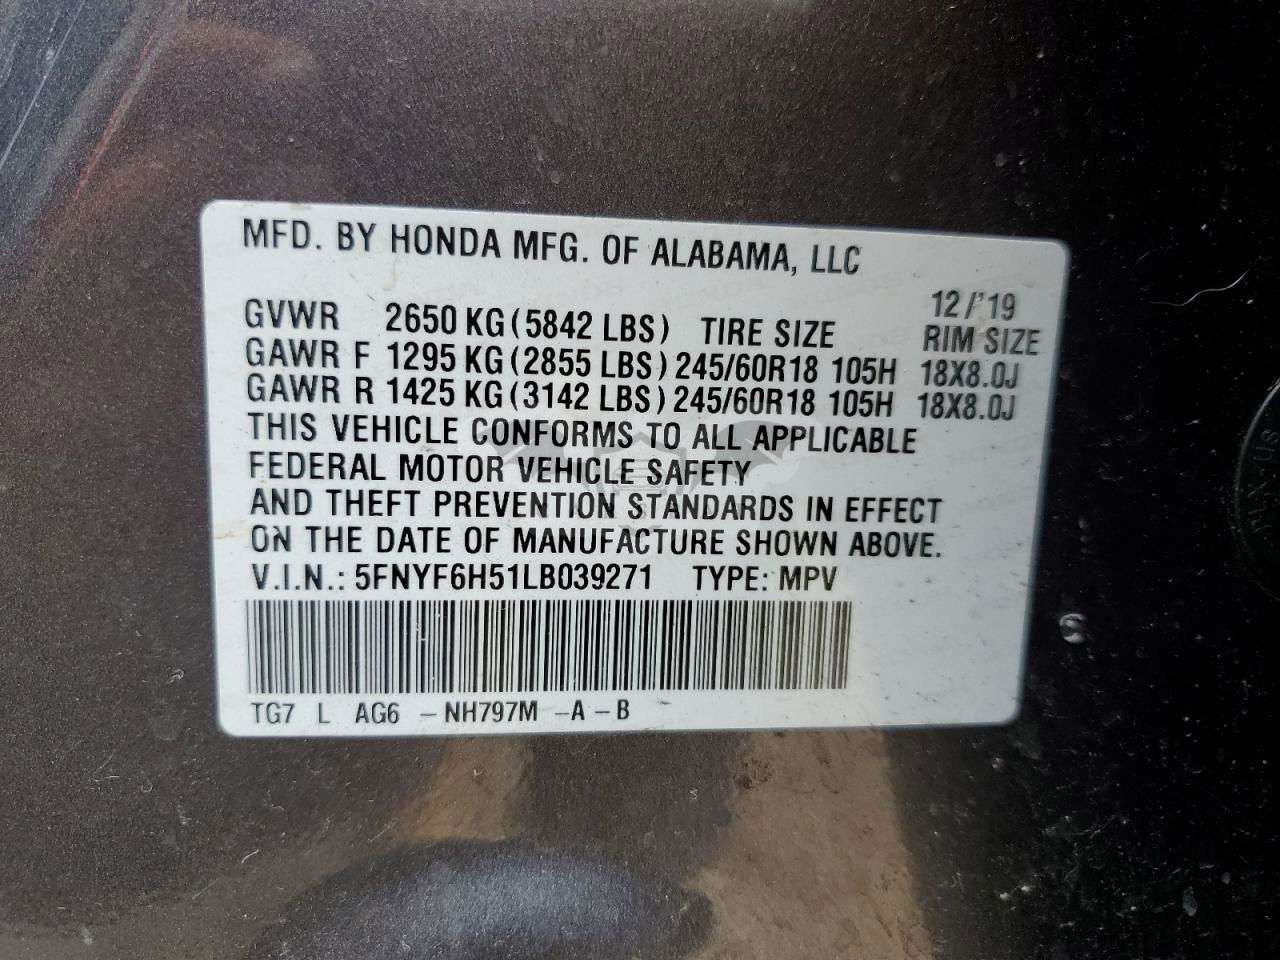 MFD. BY HONDA MFG. OF ALABAMA, LLC
12/'19
GVWR 2650 KG (5842 LBS) TIRE SIZE RIM SIZE
GAWR F 1295 KG (2855 LBS) 245/60R18 105H 18X8.0J
GAWR R 1425 KG (3142 LBS) 245/60R18 105H 18X8.0J
THIS VEHICLE CONFORMS TO ALL APPLICABLE
FEDERAL MOTOR VEHICLE SAFETY
AND THEFT PREVENTION STANDARDS IN EFFECT
ON THE DATE OF MANUFACTURE SHOWN ABOVE.
V.I.N.: 5FNYF6H51LB039271 TYPE: MPV
TG7 L AG6 -NH797M -A -B